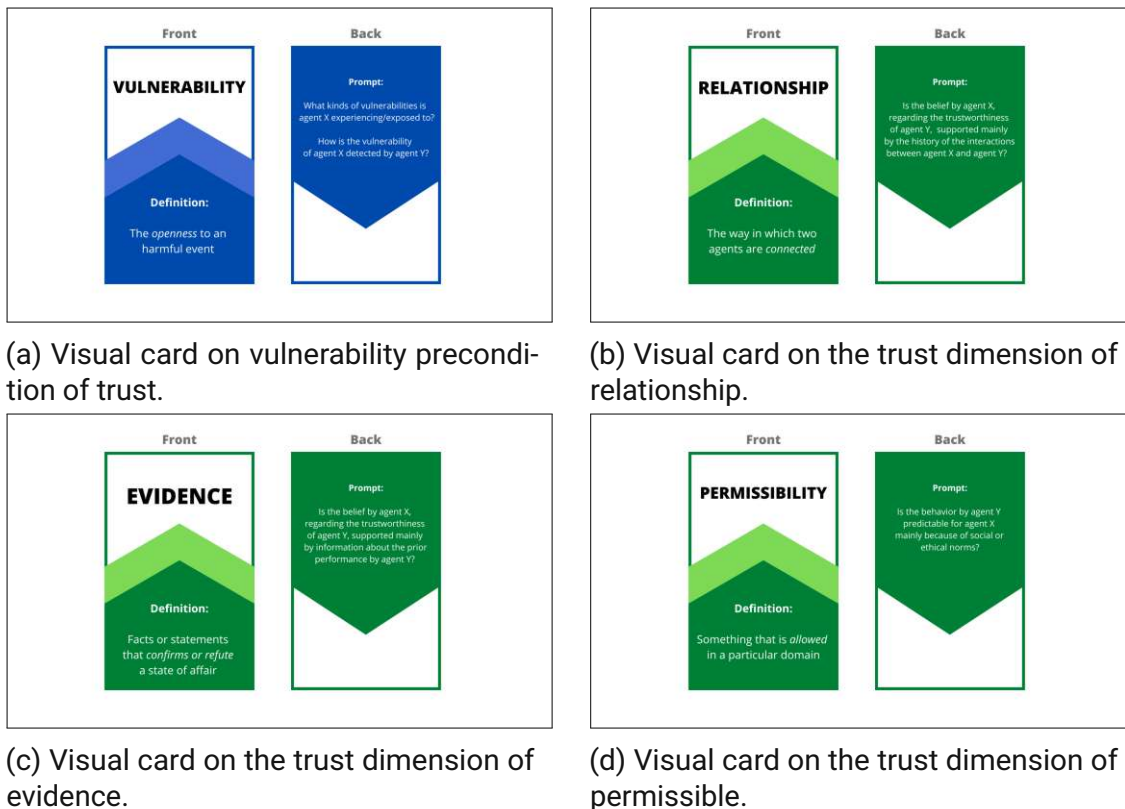 Front
Back
VULNERABILITY
Definition:
The openness to an
harmful event
Prompt:
What kinds of vulnerabilities is
agent X experiencing/exposed to?
How is the vulnerability
of agent X detected by agent Y?
(a) Visual card on vulnerability precondi-
tion of trust.
Front
Back
RELATIONSHIP
Definition:
The way in which two
agents are connected
Prompt:
Is the belief by agent X,
regarding the trustworthiness
of agent Y, supported mainly
by the history of the interactions
between agent X and agent Y?
(b) Visual card on the trust dimension of
relationship.
Front
Back
EVIDENCE
Definition:
Facts or statements
that confirms or refute
a state of affair
Prompt:
Is the belief by agent X,
regarding the trustworthiness
of agent Y, supported mainly
by information about the prior
performance by agent Y?
(c) Visual card on the trust dimension of
evidence.
Front
Back
PERMISSIBILITY
Definition:
Something that is allowed
in a particular domain
Prompt:
Is the behavior by agent Y
predictable for agent X
mainly because of social or
ethical norms?
(d) Visual card on the trust dimension of
permissible.